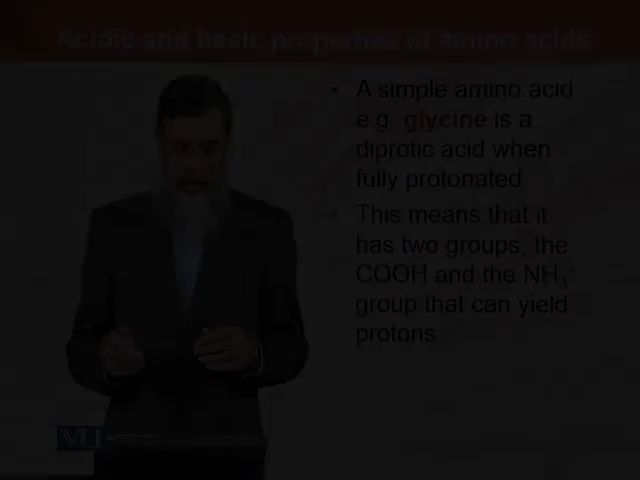 Acidic and basic properties of amino acids
• A simple amino acid
e.g. glycine is a
diprotic acid when
fully protonated
• This means that it
has two groups, the
COOH and the NH₃⁺
group that can yield
protons
VU